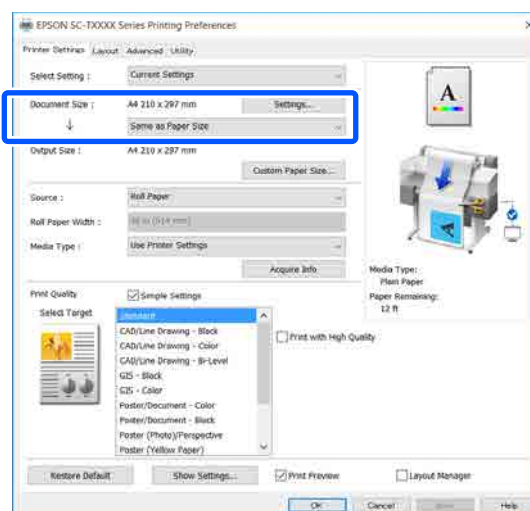 EPSON SC-TXXXX Series Printing Preferences
Printer Settings Layout Advanced Utility
Select Setting : Current Settings
Document Size : A4 210 x 297 mm Settings...
↓ Same as Paper Size
Output Size : A4 210 x 297 mm
Custom Paper Size...
Source : Roll Paper
Roll Paper Width :
Media Type : Use Printer Settings
Acquire Info
A
Media Type:
Plain Paper
Paper Remaining:
12 ft
Print Quality Simple Settings
Select Target
Standard
CAD/Line Drawing - Black
CAD/Line Drawing - Color
CAD/Line Drawing - Bi-Level
GIS - Black
GIS - Color
Poster/Document - Color
Poster/Document - Black
Poster (Photo)/Perspective
Poster (Yellow Paper)
Print with High Quality
Restore Default Show Settings... Print Preview Layout Manager
OK Cancel Help